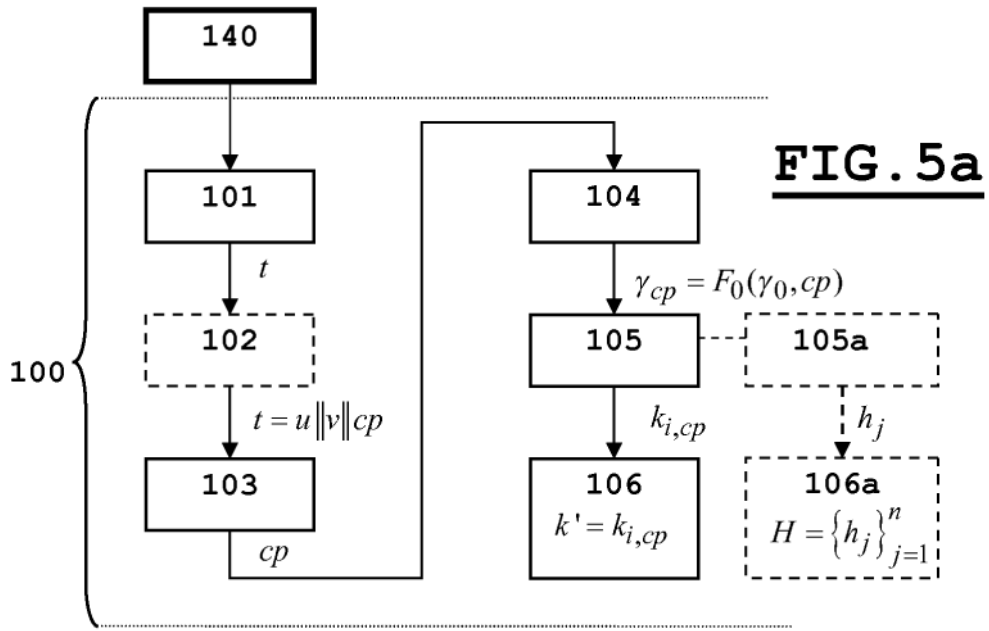 140
FIG.5a
101
104
t
γ_cp = F_0(γ_0, cp)
102
105
105a
100
t = u||v||cp
k_i,cp
h_j
103
106
106a
k' = k_i,cp
H = {h_j}_{j=1}^n
cp